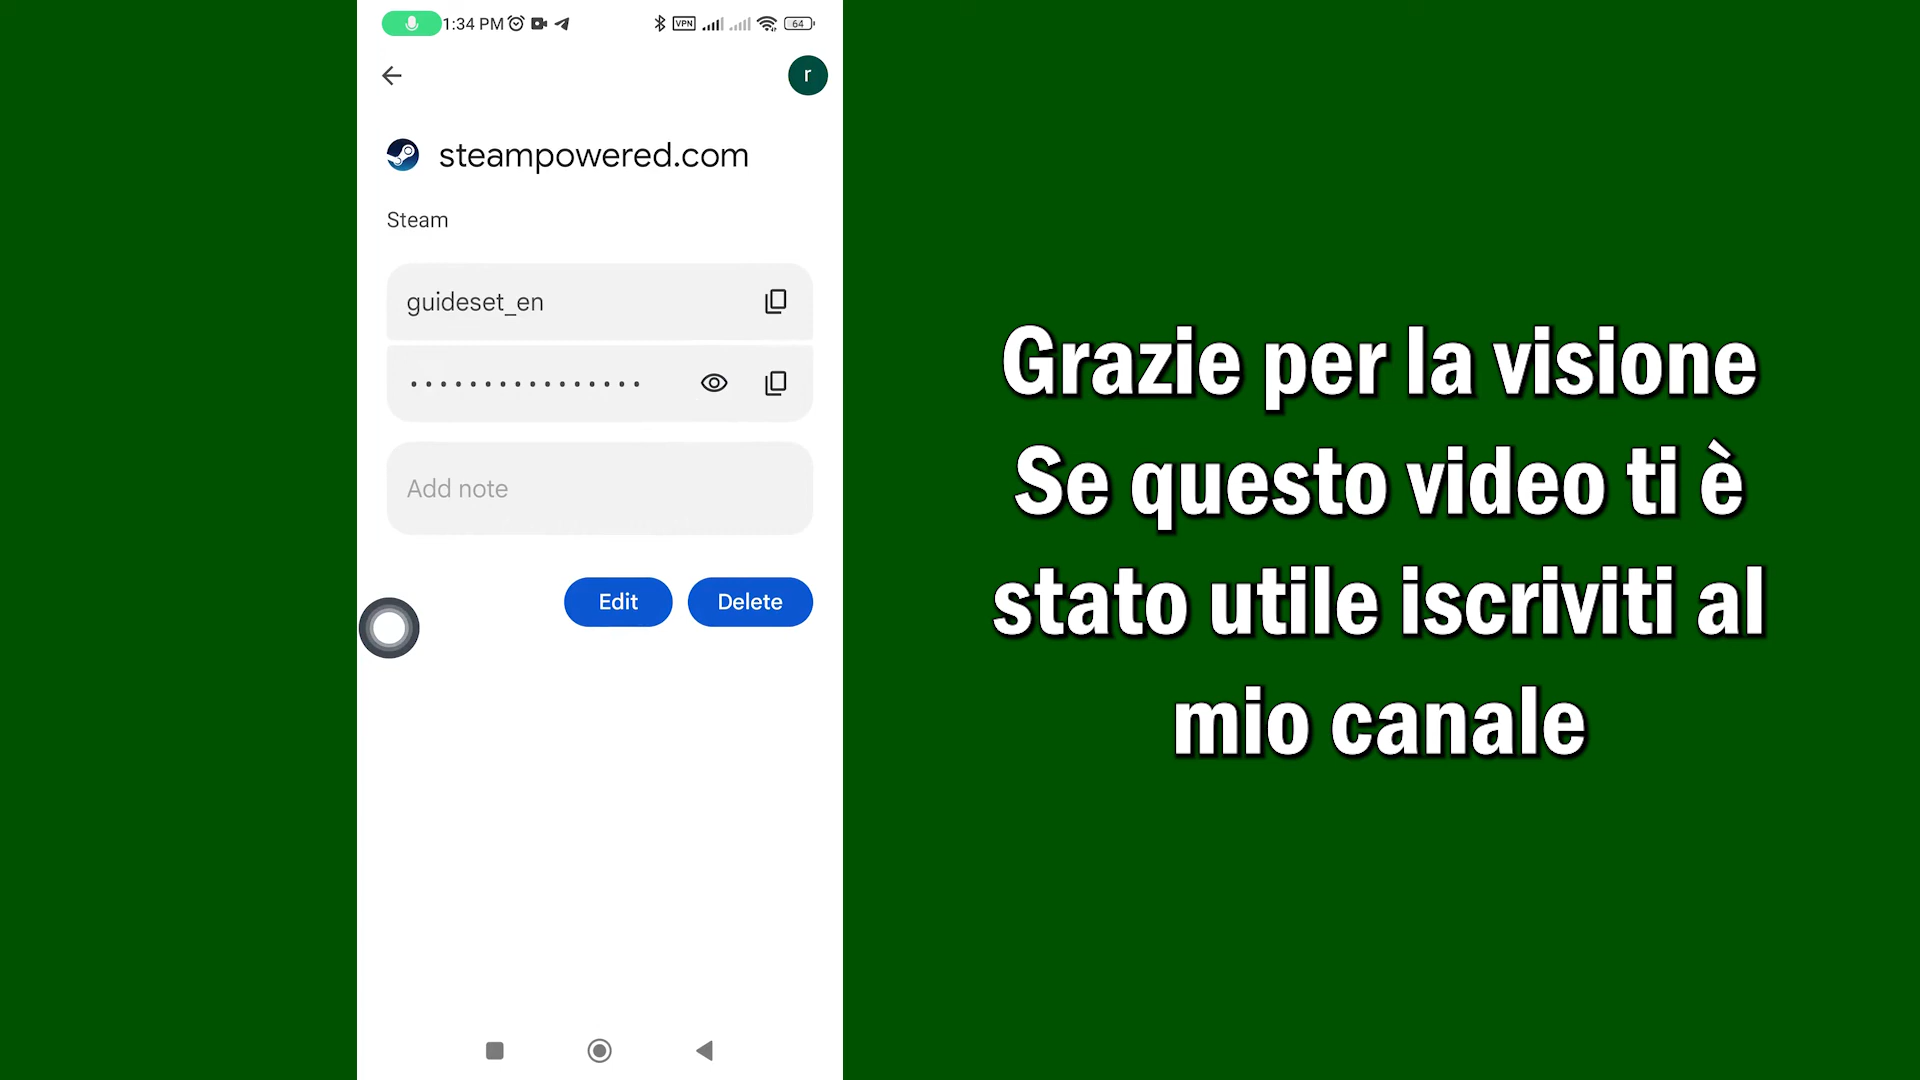 1:34 PM
VPN
64
r
steampowered.com
Steam
guideset_en
••••••••••••••••
Add note
Edit
Delete
Grazie per la visione
Se questo video ti è
stato utile iscriviti al
mio canale